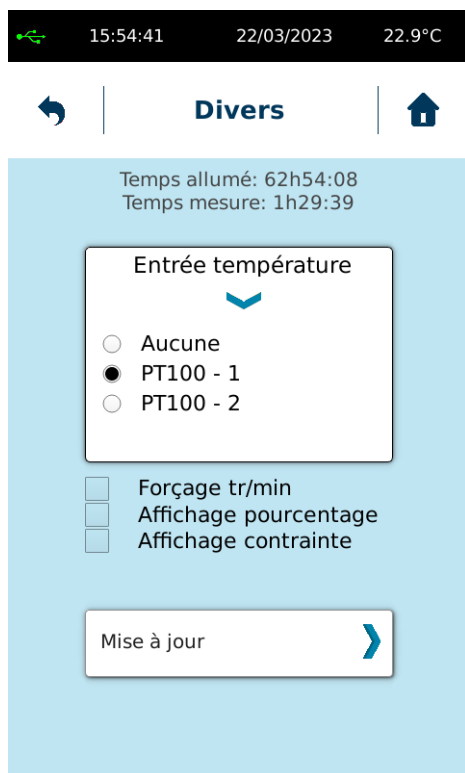 15:54:41 22/03/2023 22.9°C
Divers
Temps allumé: 62h54:08
Temps mesure: 1h29:39
Entrée température
Aucune
PT100 - 1
PT100 - 2
Forçage tr/min
Affichage pourcentage
Affichage contrainte
Mise à jour